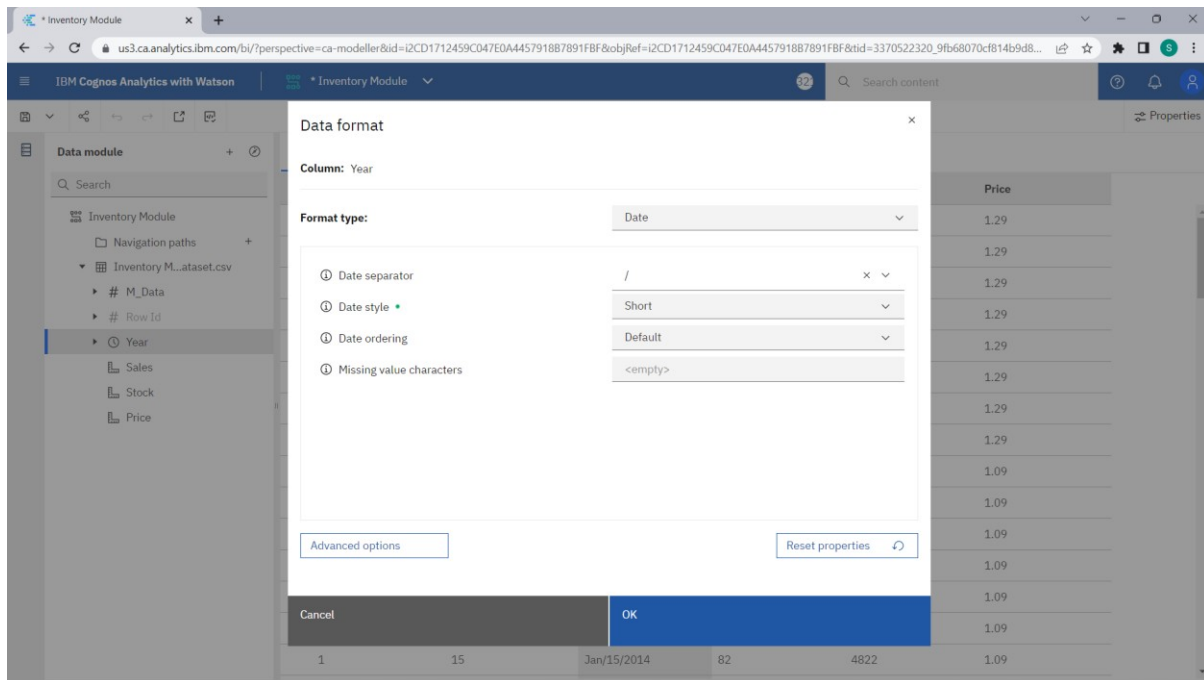 * Inventory Module
us3.ca.analytics.ibm.com/bi/?perspective=ca-modeller&id=i2CD1712459C047E0A4457918B7891FBF&objRef=i2CD1712459C047E0A4457918B7891FBF&tid=3370522320_9fb68070cf814b9d8...
S
IBM Cognos Analytics with Watson
* Inventory Module
32
Search content
Properties
Data module
Search
Inventory Module
Navigation paths
Inventory M...ataset.csv
# M_Data
# Row Id
Year
Sales
Stock
Price
Data format
Column: Year
Format type:
Date
Date separator
/
Date style
Short
Date ordering
Default
Missing value characters
<empty>
Advanced options
Reset properties
Cancel
OK
Price
1.29
1.29
1.29
1.29
1.29
1.29
1.29
1.29
1.09
1.09
1.09
1.09
1.09
1.09
1 15 Jan/15/2014 82 4822 1.09